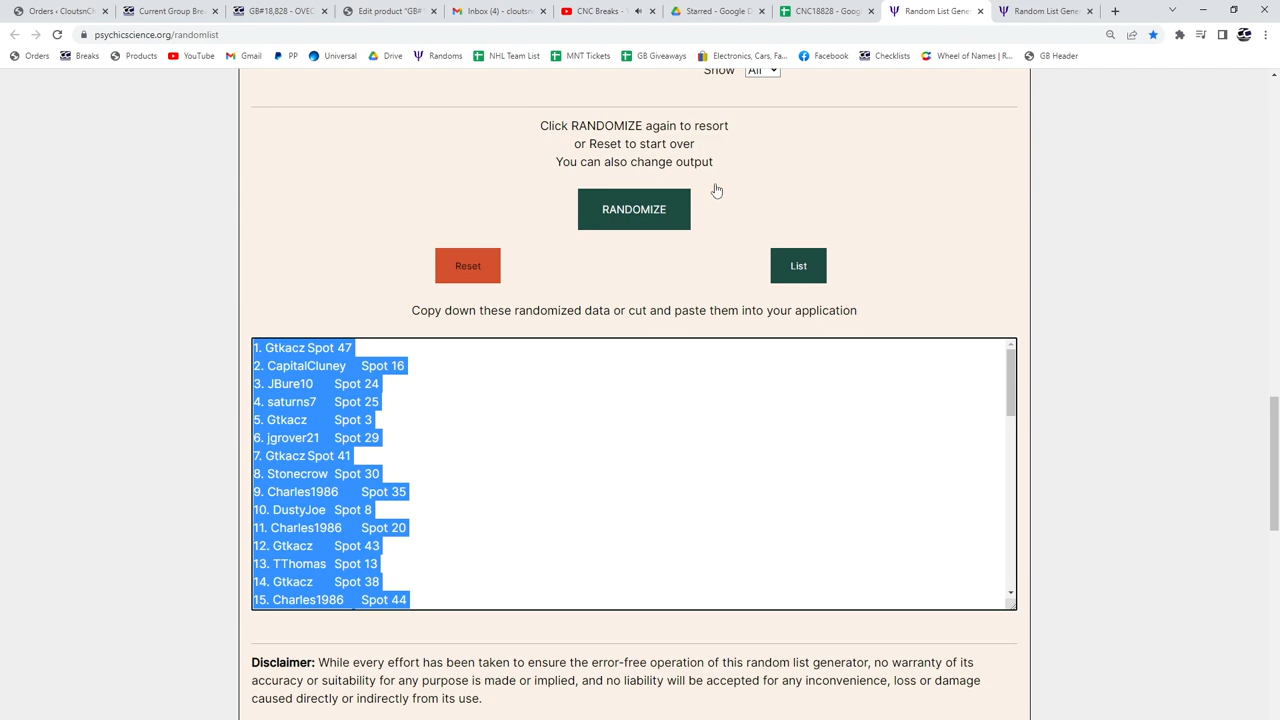 Orders ‹ CloutsnCh
Current Group Brea
GB#18,828 - OVEC
Edit product "GB#
Inbox (4) - cloutsn
CNC Breaks -
Starred - Google D
CNC18828 - Googl
Random List Gene
Random List Gene
psychicscience.org/randomlist
Orders
Breaks
Products
YouTube
Gmail
PP
Universal
Drive
Randoms
NHL Team List
MNT Tickets
GB Giveaways
Electronics, Cars, Fa...
Facebook
Checklists
Wheel of Names | R...
GB Header
Show All
Click RANDOMIZE again to resort
or Reset to start over
You can also change output
RANDOMIZE
Reset
List
Copy down these randomized data or cut and paste them into your application
1. Gtkacz Spot 47
2. CapitalCluney Spot 16
3. JBure10 Spot 24
4. saturns7 Spot 25
5. Gtkacz Spot 3
6. jgrover21 Spot 29
7. Gtkacz Spot 41
8. Stonecrow Spot 30
9. Charles1986 Spot 35
10. DustyJoe Spot 8
11. Charles1986 Spot 20
12. Gtkacz Spot 43
13. TThomas Spot 13
14. Gtkacz Spot 38
15. Charles1986 Spot 44
Disclaimer: While every effort has been taken to ensure the error-free operation of this random list generator, no warranty of its
accuracy or suitability for any purpose is made or implied, and no liability will be accepted for any inconvenience, loss or damage
caused directly or indirectly from its use.